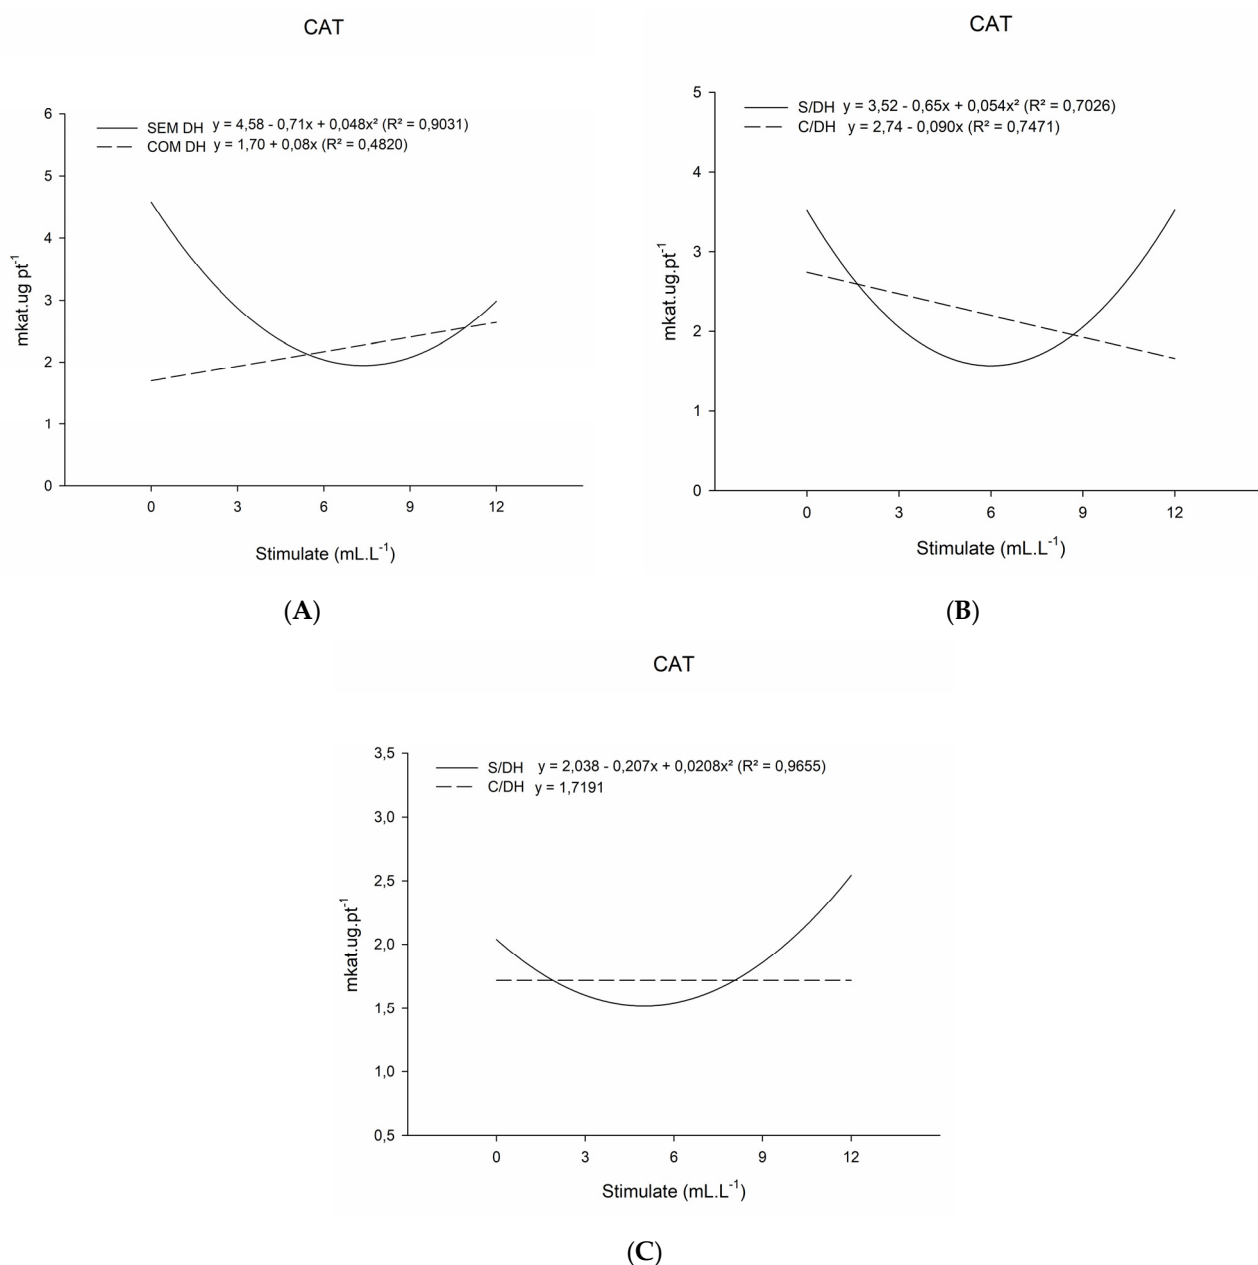 CAT
6
5
4
3
2
1
0
SEM DH y = 4,58 - 0,71x + 0,048x² (R² = 0,9031)
COM DH y = 1,70 + 0,08x (R² = 0,4820)
mkat.ug pt⁻¹
0 3 6 9 12
Stimulate (mL.L⁻¹)
(A)
CAT
5
4
3
2
1
0
S/DH y = 3,52 - 0,65x + 0,054x² (R² = 0,7026)
C/DH y = 2,74 - 0,090x (R² = 0,7471)
mkat.ug.pt⁻¹
0 3 6 9 12
Stimulate (mL.L⁻¹)
(B)
CAT
3,5
3,0
2,5
2,0
1,5
1,0
0,5
S/DH y = 2,038 - 0,207x + 0,0208x² (R² = 0,9655)
C/DH y = 1,7191
mkat.ug.pt⁻¹
0 3 6 9 12
Stimulate (mL.L⁻¹)
(C)